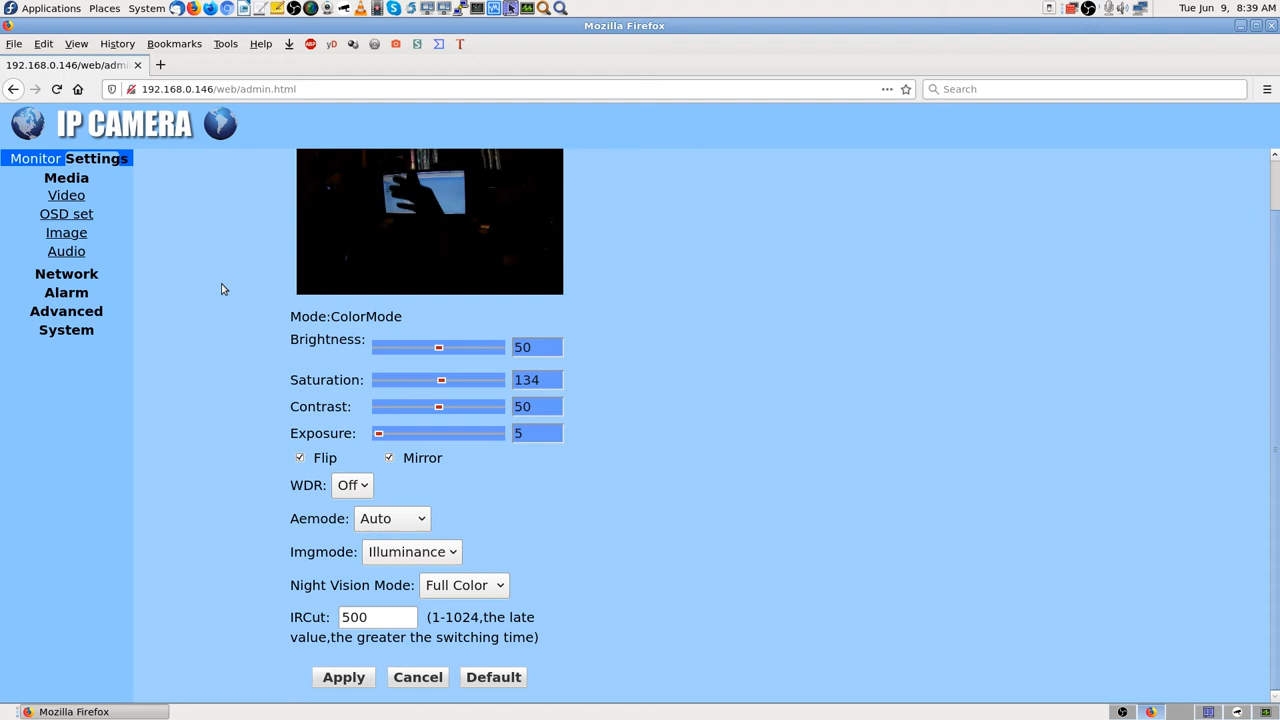 Applications Places System Tue Jun 9, 8:39 AM
Mozilla Firefox
File Edit View History Bookmarks Tools Help yD S T
192.168.0.146/web/adm
192.168.0.146/web/admin.html Search
IP CAMERA
Monitor Settings
Media
Video
OSD set
Image
Audio
Network
Alarm
Advanced
System
Mode:ColorMode
Brightness: 50
Saturation: 134
Contrast: 50
Exposure: 5
Flip Mirror
WDR: Off
Aemode: Auto
Imgmode: Illuminance
Night Vision Mode: Full Color
IRCut: 500 (1-1024,the late
value,the greater the switching time)
Apply Cancel Default
Mozilla Firefox